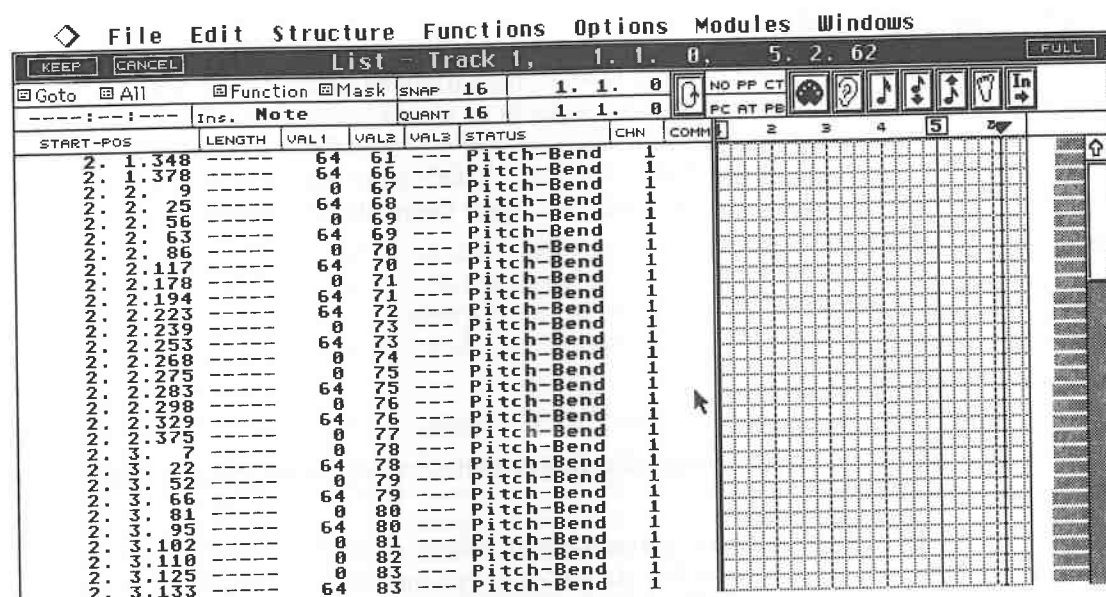 File Edit Structure Functions Options Modules Windows
KEEP CANCEL List - Track 1, 1. 1. 0, 5. 2. 62 FULL
Goto All Function Mask SNAP 16 1. 1. 0 NO PP CT In
----:--:--- Ins. Note QUANT 16 1. 1. 0 PC AT PB
START-POS LENGTH VAL1 VAL2 VAL3 STATUS CHN COMM 1 2 3 4 5
2. 1.348 ----- 64 61 --- Pitch-Bend 1
2. 1.378 ----- 64 66 --- Pitch-Bend 1
2. 2. 9 ----- 0 67 --- Pitch-Bend 1
2. 2. 25 ----- 64 68 --- Pitch-Bend 1
2. 2. 56 ----- 0 69 --- Pitch-Bend 1
2. 2. 63 ----- 64 69 --- Pitch-Bend 1
2. 2. 86 ----- 0 70 --- Pitch-Bend 1
2. 2.117 ----- 64 70 --- Pitch-Bend 1
2. 2.178 ----- 0 71 --- Pitch-Bend 1
2. 2.194 ----- 64 71 --- Pitch-Bend 1
2. 2.223 ----- 64 72 --- Pitch-Bend 1
2. 2.239 ----- 0 73 --- Pitch-Bend 1
2. 2.253 ----- 64 73 --- Pitch-Bend 1
2. 2.268 ----- 0 74 --- Pitch-Bend 1
2. 2.275 ----- 0 75 --- Pitch-Bend 1
2. 2.283 ----- 64 75 --- Pitch-Bend 1
2. 2.298 ----- 0 76 --- Pitch-Bend 1
2. 2.329 ----- 64 76 --- Pitch-Bend 1
2. 2.375 ----- 0 77 --- Pitch-Bend 1
2. 3. 7 ----- 0 78 --- Pitch-Bend 1
2. 3. 22 ----- 64 78 --- Pitch-Bend 1
2. 3. 52 ----- 0 79 --- Pitch-Bend 1
2. 3. 66 ----- 64 79 --- Pitch-Bend 1
2. 3. 81 ----- 0 80 --- Pitch-Bend 1
2. 3. 95 ----- 64 80 --- Pitch-Bend 1
2. 3.102 ----- 0 81 --- Pitch-Bend 1
2. 3.110 ----- 0 82 --- Pitch-Bend 1
2. 3.125 ----- 0 83 --- Pitch-Bend 1
2. 3.133 ----- 64 83 --- Pitch-Bend 1